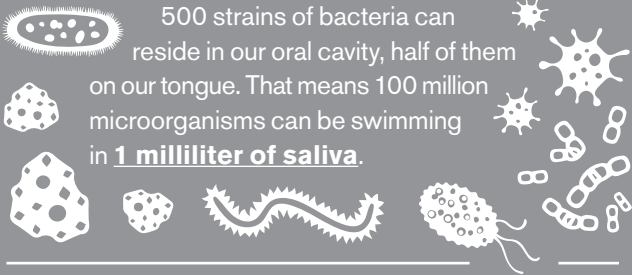 500 strains of bacteria can
reside in our oral cavity, half of them
on our tongue. That means 100 million
microorganisms can be swimming
in 1 milliliter of saliva.